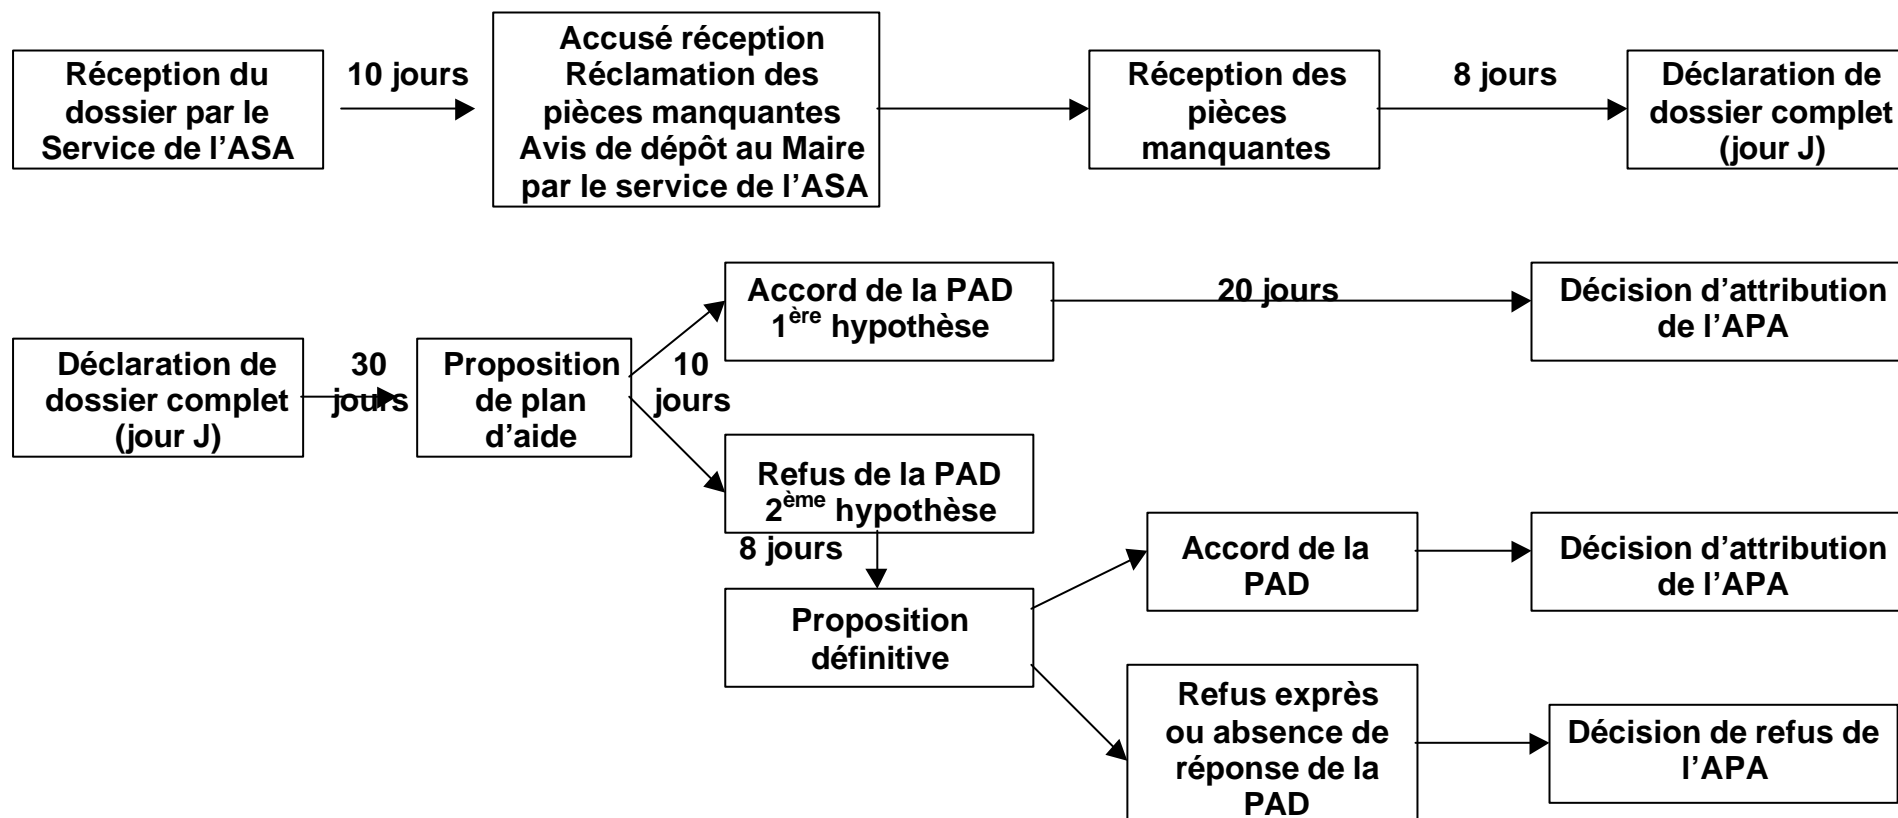 Réception du
dossier par le
Service de l’ASA
10 jours
Accusé réception
Réclamation des
pièces manquantes
Avis de dépôt au Maire
par le service de l’ASA
Réception des
pièces
manquantes
8 jours
Déclaration de
dossier complet
(jour J)
Déclaration de
dossier complet
(jour J)
30
jours
Proposition
de plan
d’aide
10
jours
Accord de la PAD
1ère hypothèse
20 jours
Décision d’attribution
de l’APA
Refus de la PAD
2ème hypothèse
8 jours
Proposition
définitive
Accord de la
PAD
Décision d’attribution
de l’APA
Refus exprès
ou absence de
réponse de la
PAD
Décision de refus de
l’APA